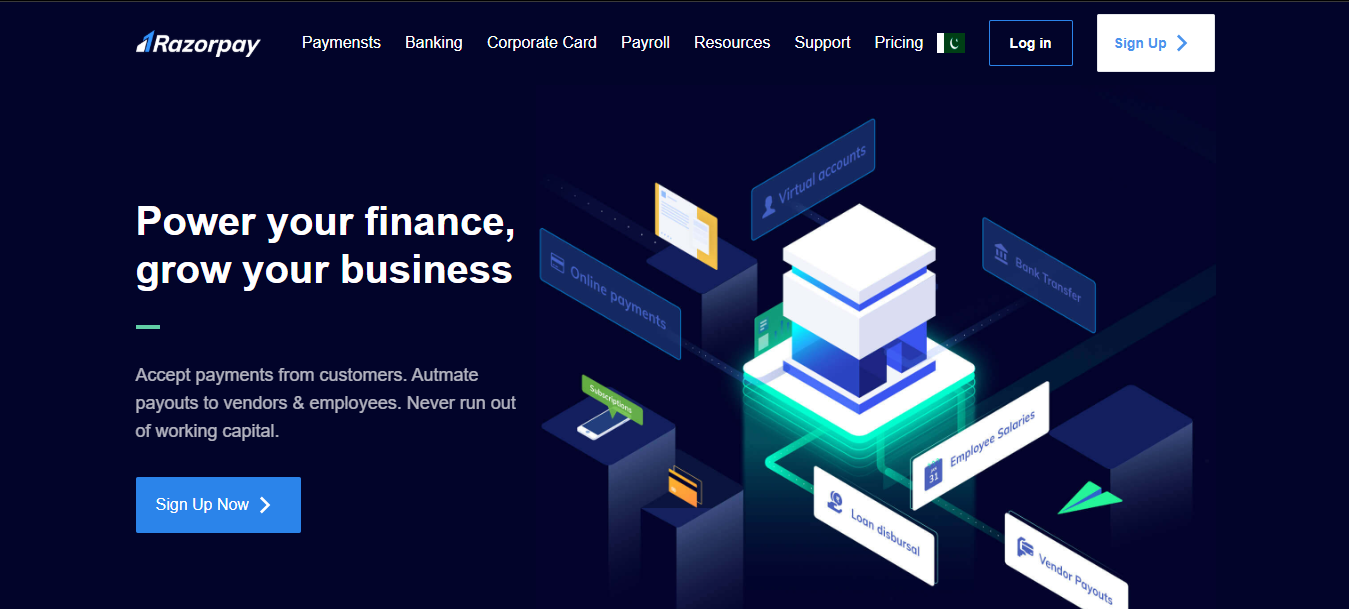 Razorpay
Paymensts
Banking
Corporate Card
Payroll
Resources
Support
Pricing
Log in
Sign Up
Power your finance,
grow your business
Accept payments from customers. Autmate
payouts to vendors & employees. Never run out
of working capital.
Sign Up Now
Virtual accounts
Online payments
Bank Transfer
Subscriptions
31
Employee Salaries
Loan disbursal
Vendor Payouts